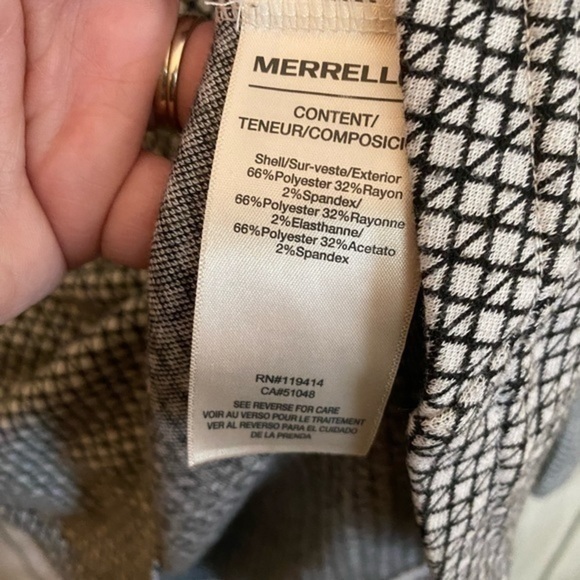 MERRELL
CONTENT/
TENEUR/COMPOSICI
Shell/Sur-veste/Exterior
66%Polyester 32%Rayon
2%Spandex/
66%Polyester 32%Rayonne
2%Elasthanne/
66%Polyester 32%Acetato
2%Spandex
RN#119414
CA#51048
SEE REVERSE FOR CARE
VOIR AU VERSO POUR LE TRAITEMENT
VER AL REVERSO PARA EL CUIDADO
DE LA PRENDA